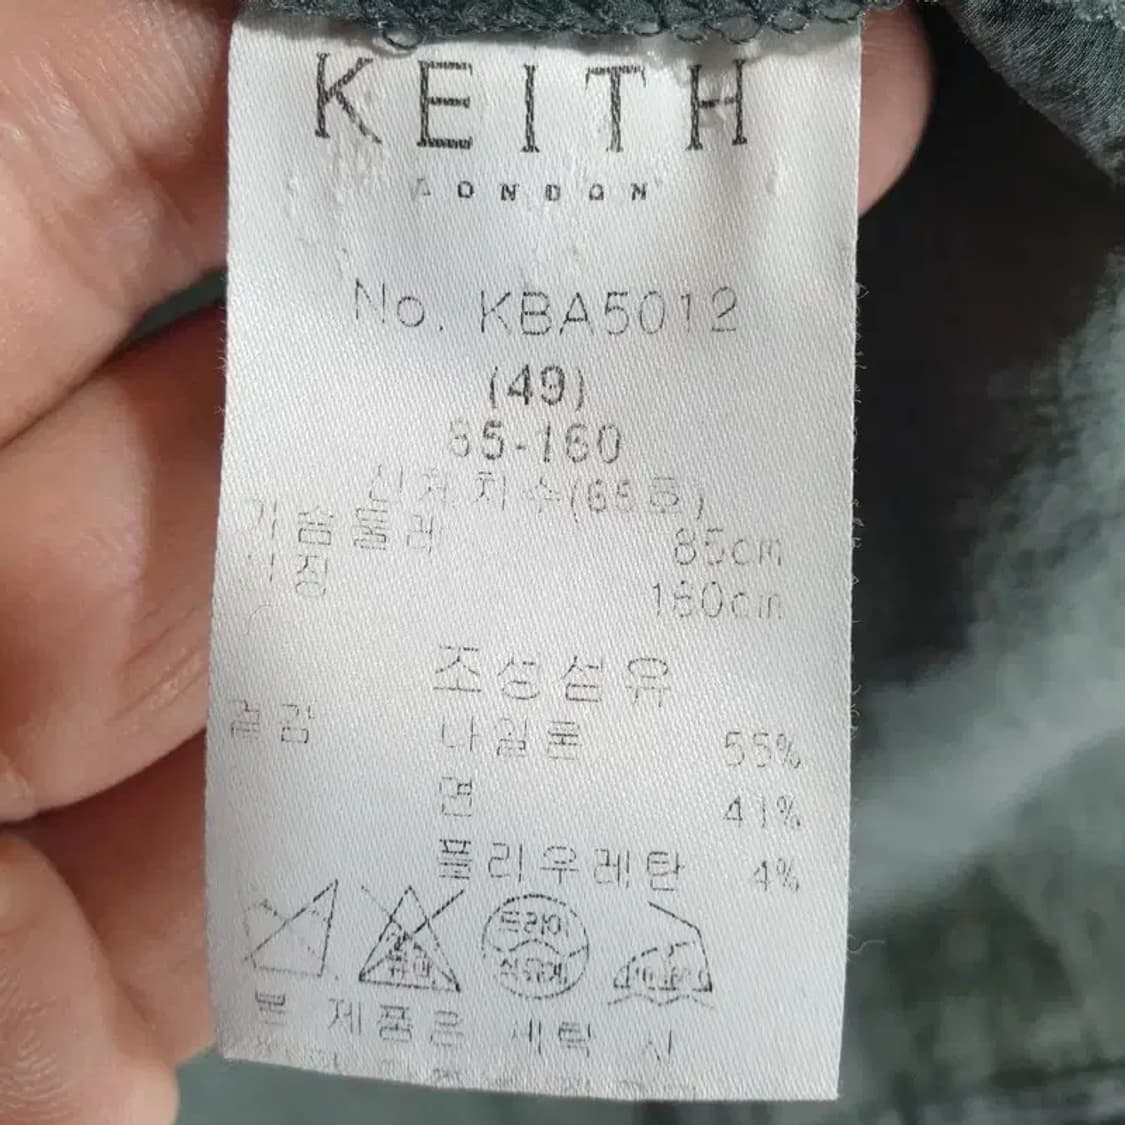 KEITH
LONDON
No. KBA5012
(49)
85-160
신체치수(55호)
가슴둘레 85cm
신장 160cm
조성섬유
겉감 나일론 55%
면 41%
폴리우레탄 4%
드라이
석유계
본 제품은 세탁 시